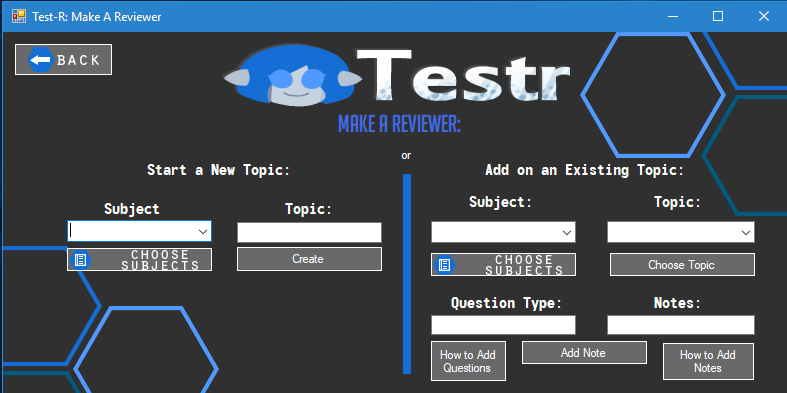 Test-R: Make A Reviewer
BACK
Testr
MAKE A REVIEWER:
or
Start a New Topic:
Add on an Existing Topic:
Subject
Topic:
Subject:
Topic:
CHOOSE
SUBJECTS
Create
CHOOSE
SUBJECTS
Choose Topic
Question Type:
Notes:
How to Add
Questions
Add Note
How to Add
Notes